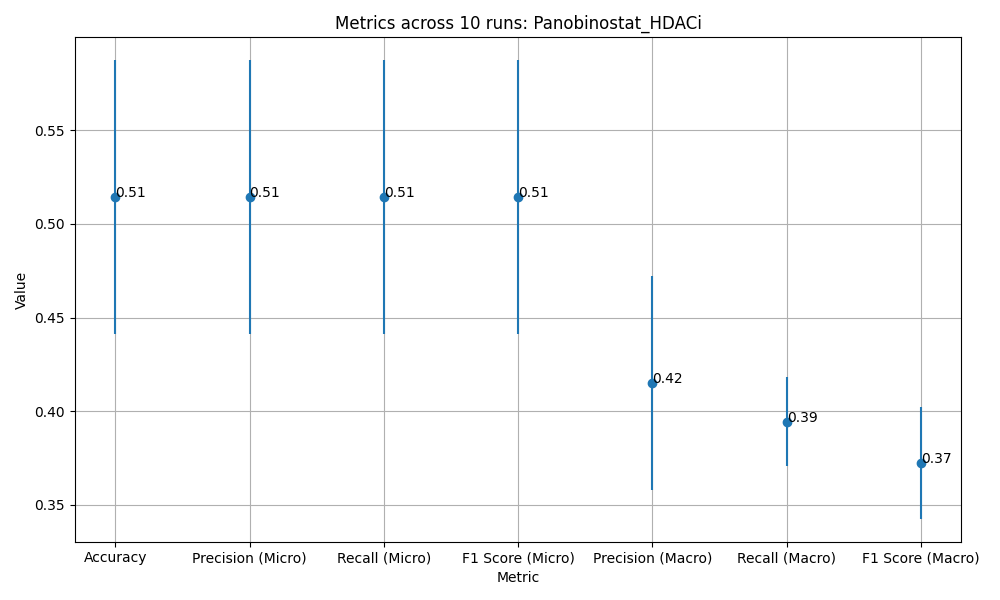 Metrics across 10 runs: Panobinostat_HDACi
Value
0.55
0.50
0.45
0.40
0.35
0.51
0.51
0.51
0.51
0.42
0.39
0.37
Accuracy
Precision (Micro)
Recall (Micro)
F1 Score (Micro)
Precision (Macro)
Recall (Macro)
F1 Score (Macro)
Metric